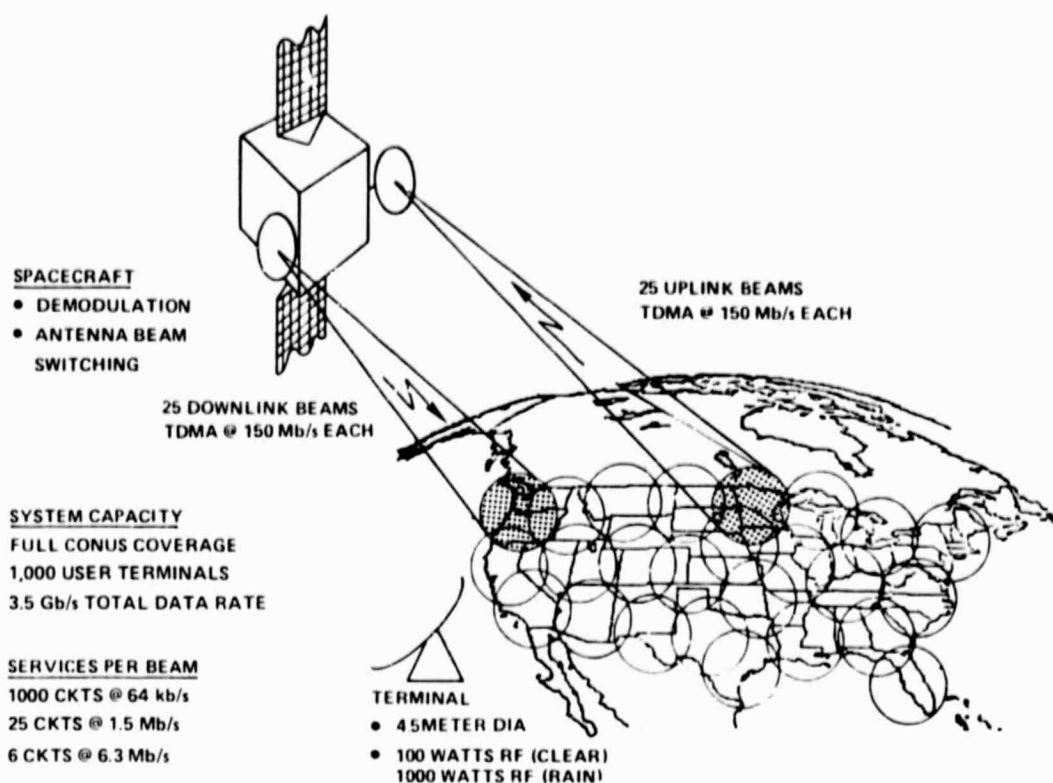 SPACECRAFT
• DEMODULATION
• ANTENNA BEAM
SWITCHING
25 UPLINK BEAMS
TDMA @ 150 Mb/s EACH
25 DOWNLINK BEAMS
TDMA @ 150 Mb/s EACH
SYSTEM CAPACITY
FULL CONUS COVERAGE
1,000 USER TERMINALS
3.5 Gb/s TOTAL DATA RATE
SERVICES PER BEAM
1000 CKTS @ 64 kb/s
25 CKTS @ 1.5 Mb/s
6 CKTS @ 6.3 Mb/s
TERMINAL
• 4.5METER DIA
• 100 WATTS RF (CLEAR)
1000 WATTS RF (RAIN)